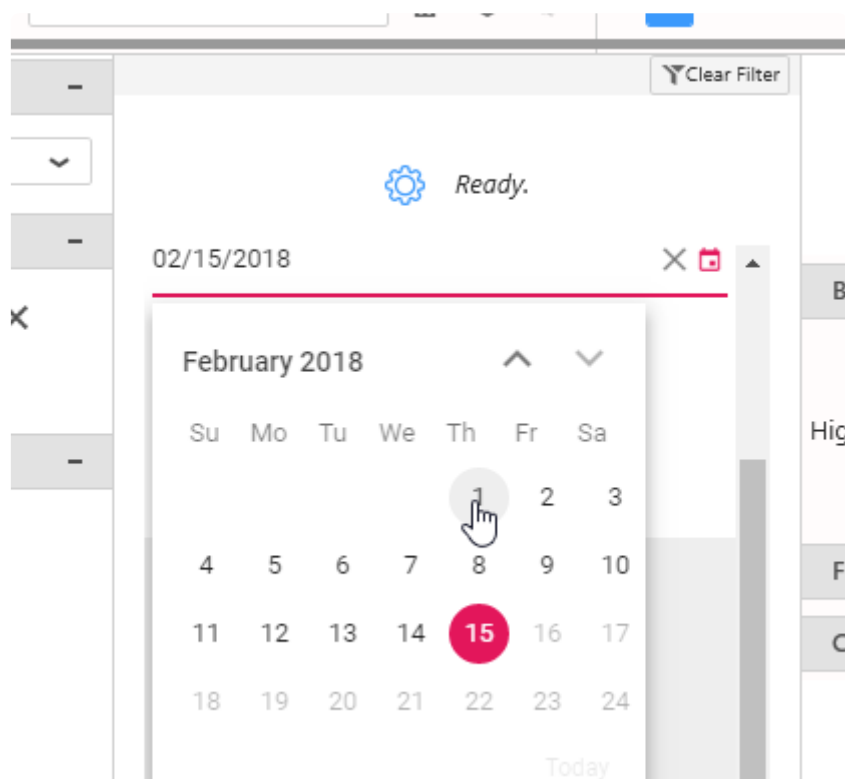 Clear Filter
Ready.
02/15/2018
B
February 2018
Su Mo Tu We Th Fr Sa
Hig
1 2 3
4 5 6 7 8 9 10
F
11 12 13 14 15 16 17
18 19 20 21 22 23 24
Today